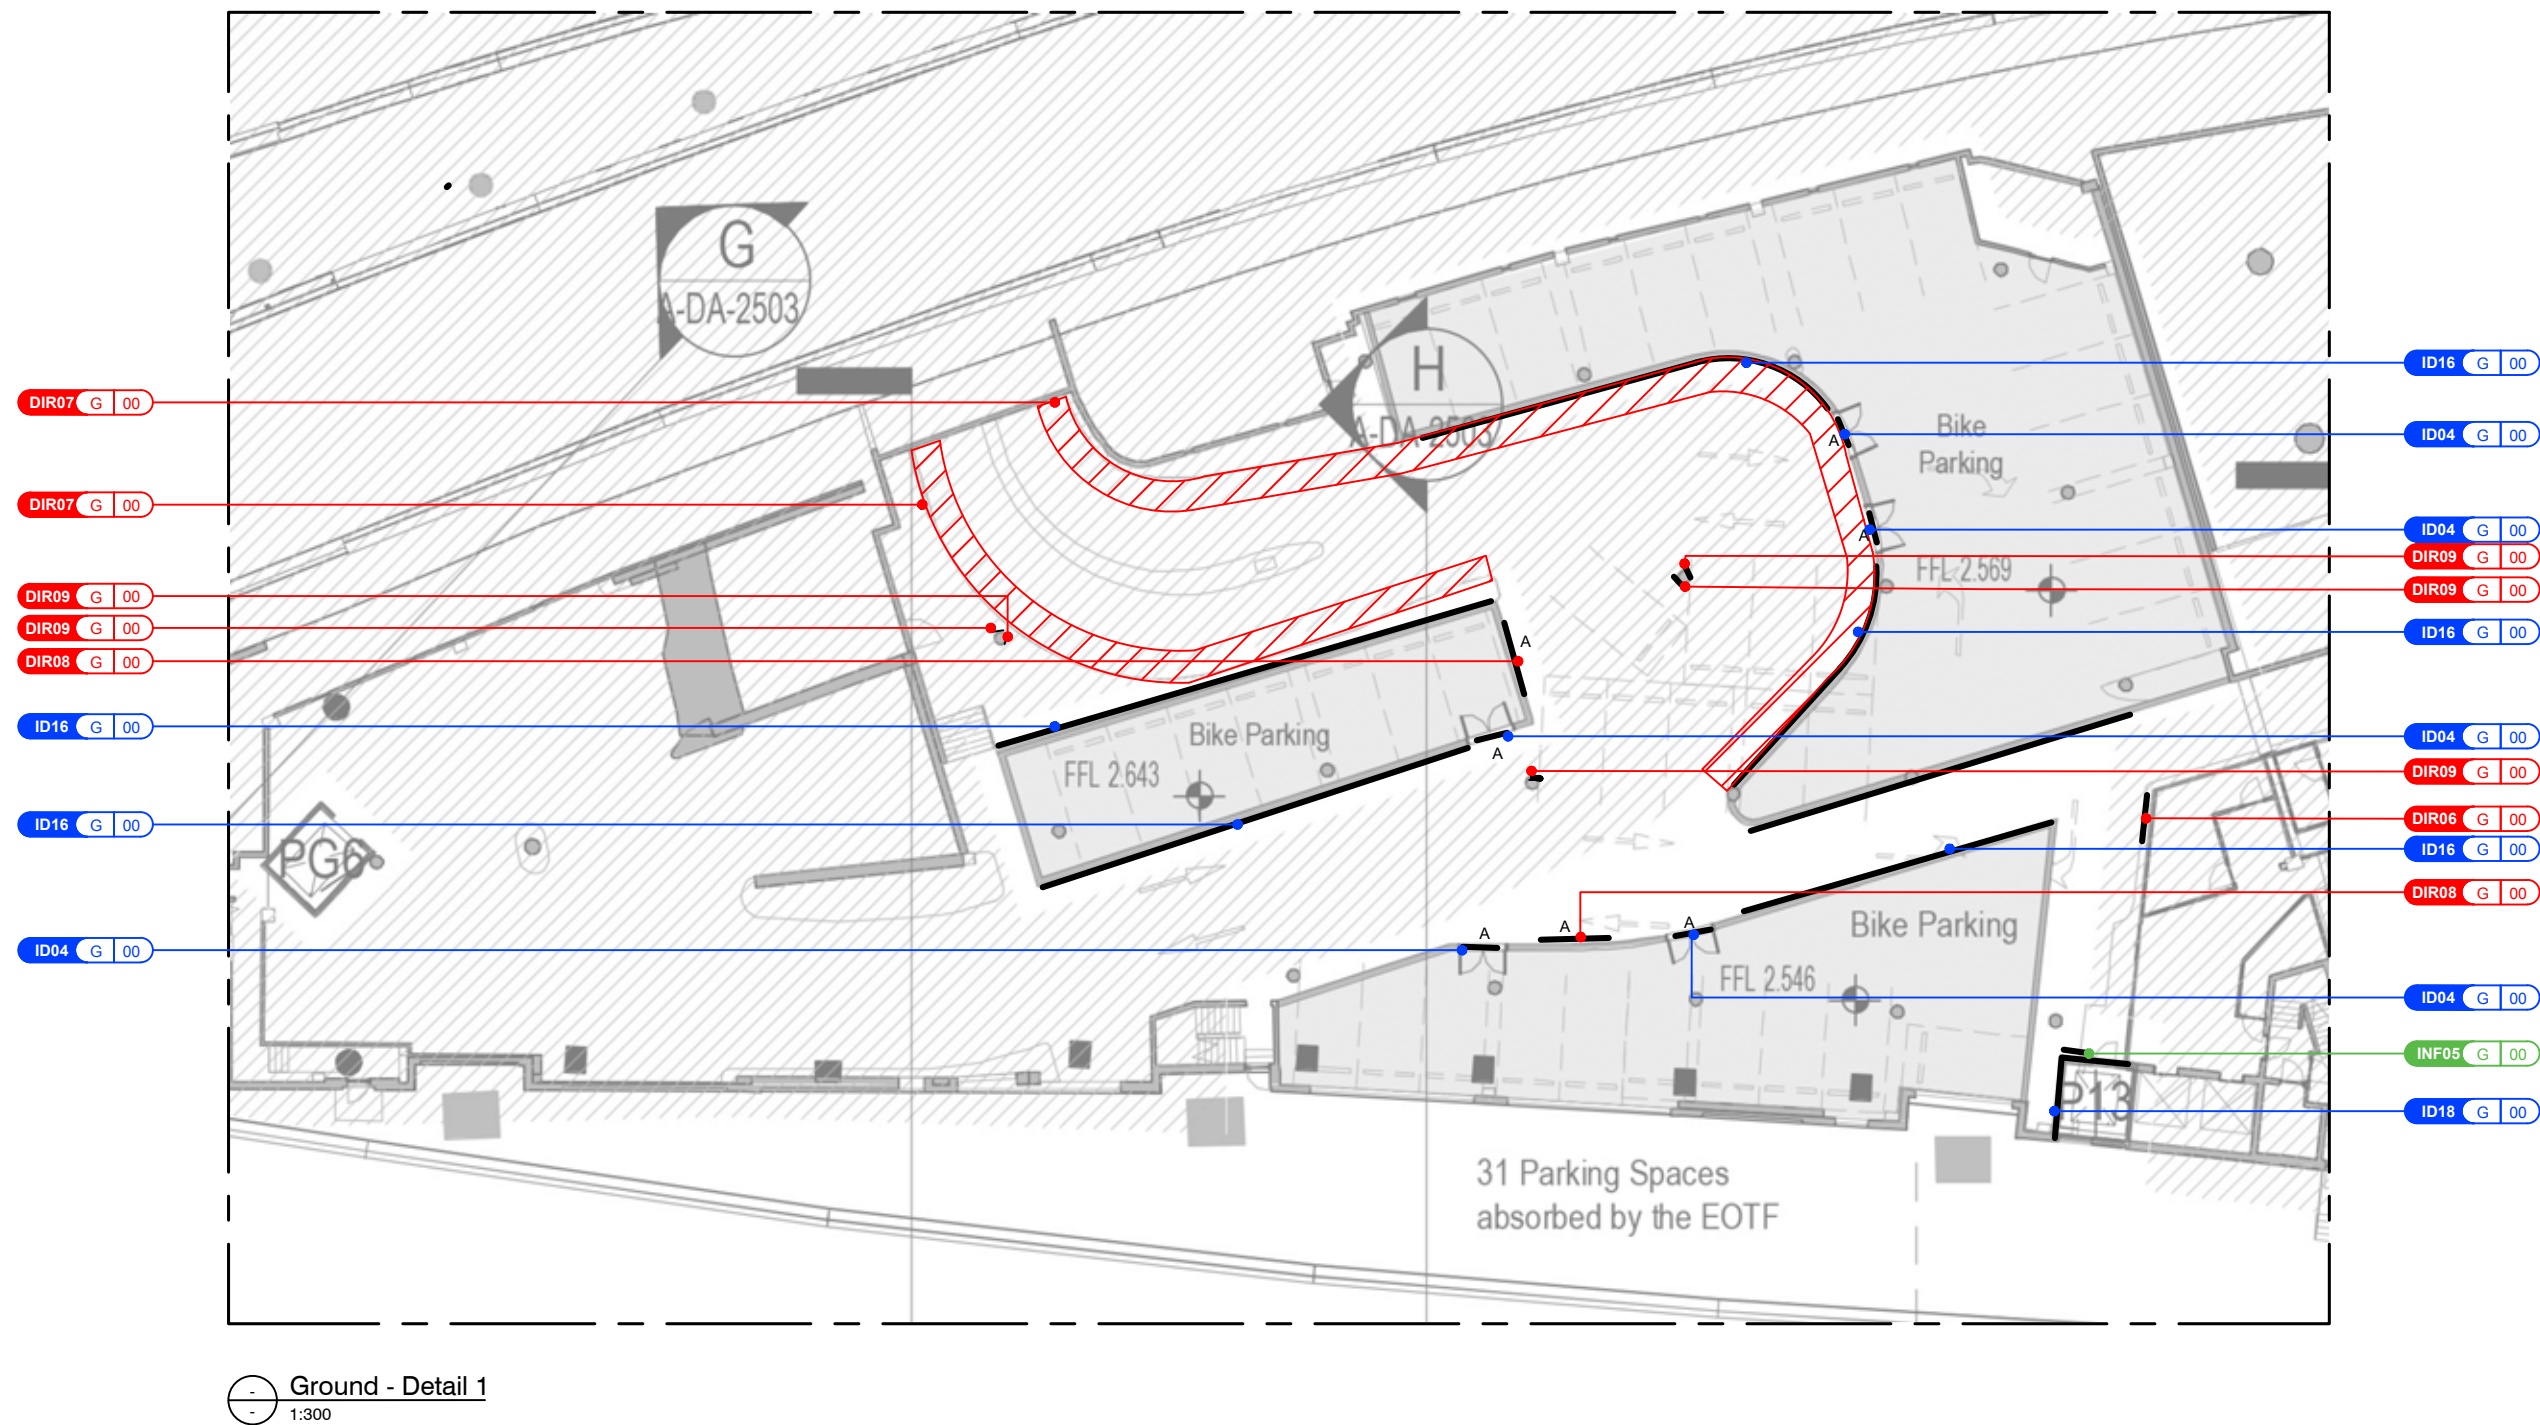 G
A-DA-2503
H
A-DA-2503
DIR07 G 00
DIR07 G 00
DIR09 G 00
DIR09 G 00
DIR08 G 00
ID16 G 00
ID16 G 00
ID04 G 00
ID16 G 00
ID04 G 00
ID04 G 00
DIR09 G 00
DIR09 G 00
ID16 G 00
ID04 G 00
DIR09 G 00
DIR06 G 00
ID16 G 00
DIR08 G 00
ID04 G 00
INF05 G 00
ID18 G 00
A
Bike
Parking
A
FFL 2.569
A
Bike Parking
A
FFL 2.643
PG6
A
A
A
Bike Parking
FFL 2.546
P13
31 Parking Spaces
absorbed by the EOTF
-
-
Ground - Detail 1
1:300